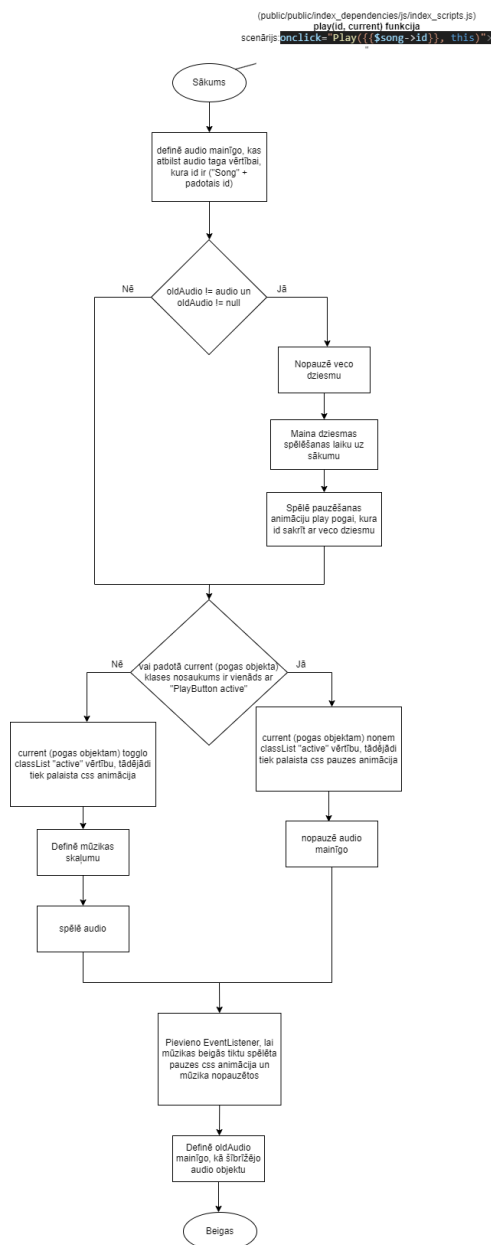 (public/public/index_dependencies/js/index_scripts.js)
play(id, current) funkcija
scenārijs:onclick="Play({{$song->id}}, this)">
"
Sākums
definē audio mainīgo, kas
atbilst audio taga vērtībai,
kura id ir ("Song" +
padotais id)
Nē
oldAudio != audio un
oldAudio != null
Jā
Nopauzē veco
dziesmu
Maina dziesmas
spēlēšanas laiku uz
sākumu
Spēlē pauzēšanas
animāciju play pogai, kura
id sakrīt ar veco dziesmu
Nē
vai padotā current (pogas objekta)
klases nosaukums ir vienāds ar
"PlayButton active"
Jā
current (pogas objektam) togglo
classList "active" vērtību, tādējādi
tiek palaista css animācija
current (pogas objektam) noņem
classList "active" vērtību, tādējādi
tiek palaista css pauzes animācija
Definē mūzikas
skaļumu
nopauzē audio
mainīgo
spēlē audio
Pievieno EventListener, lai
mūzikas beigās tiktu spēlēta
pauzes css animācija un
mūzika nopauzētos
Definē oldAudio
mainīgo, kā šībrīžējo
audio objektu
Beigas